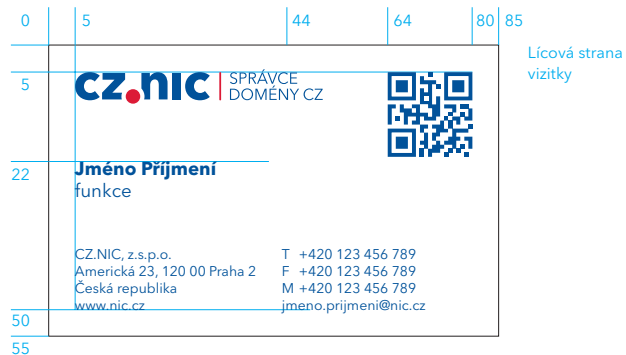 0 5 44 64 80 85
Lícová strana
vizitky
5
cz.nic SPRÁVCE
DOMÉNY CZ
22
Jméno Příjmení
funkce
CZ.NIC, z.s.p.o.
Americká 23, 120 00 Praha 2
Česká republika
www.nic.cz
T +420 123 456 789
F +420 123 456 789
M +420 123 456 789
jmeno.prijmeni@nic.cz
50
55